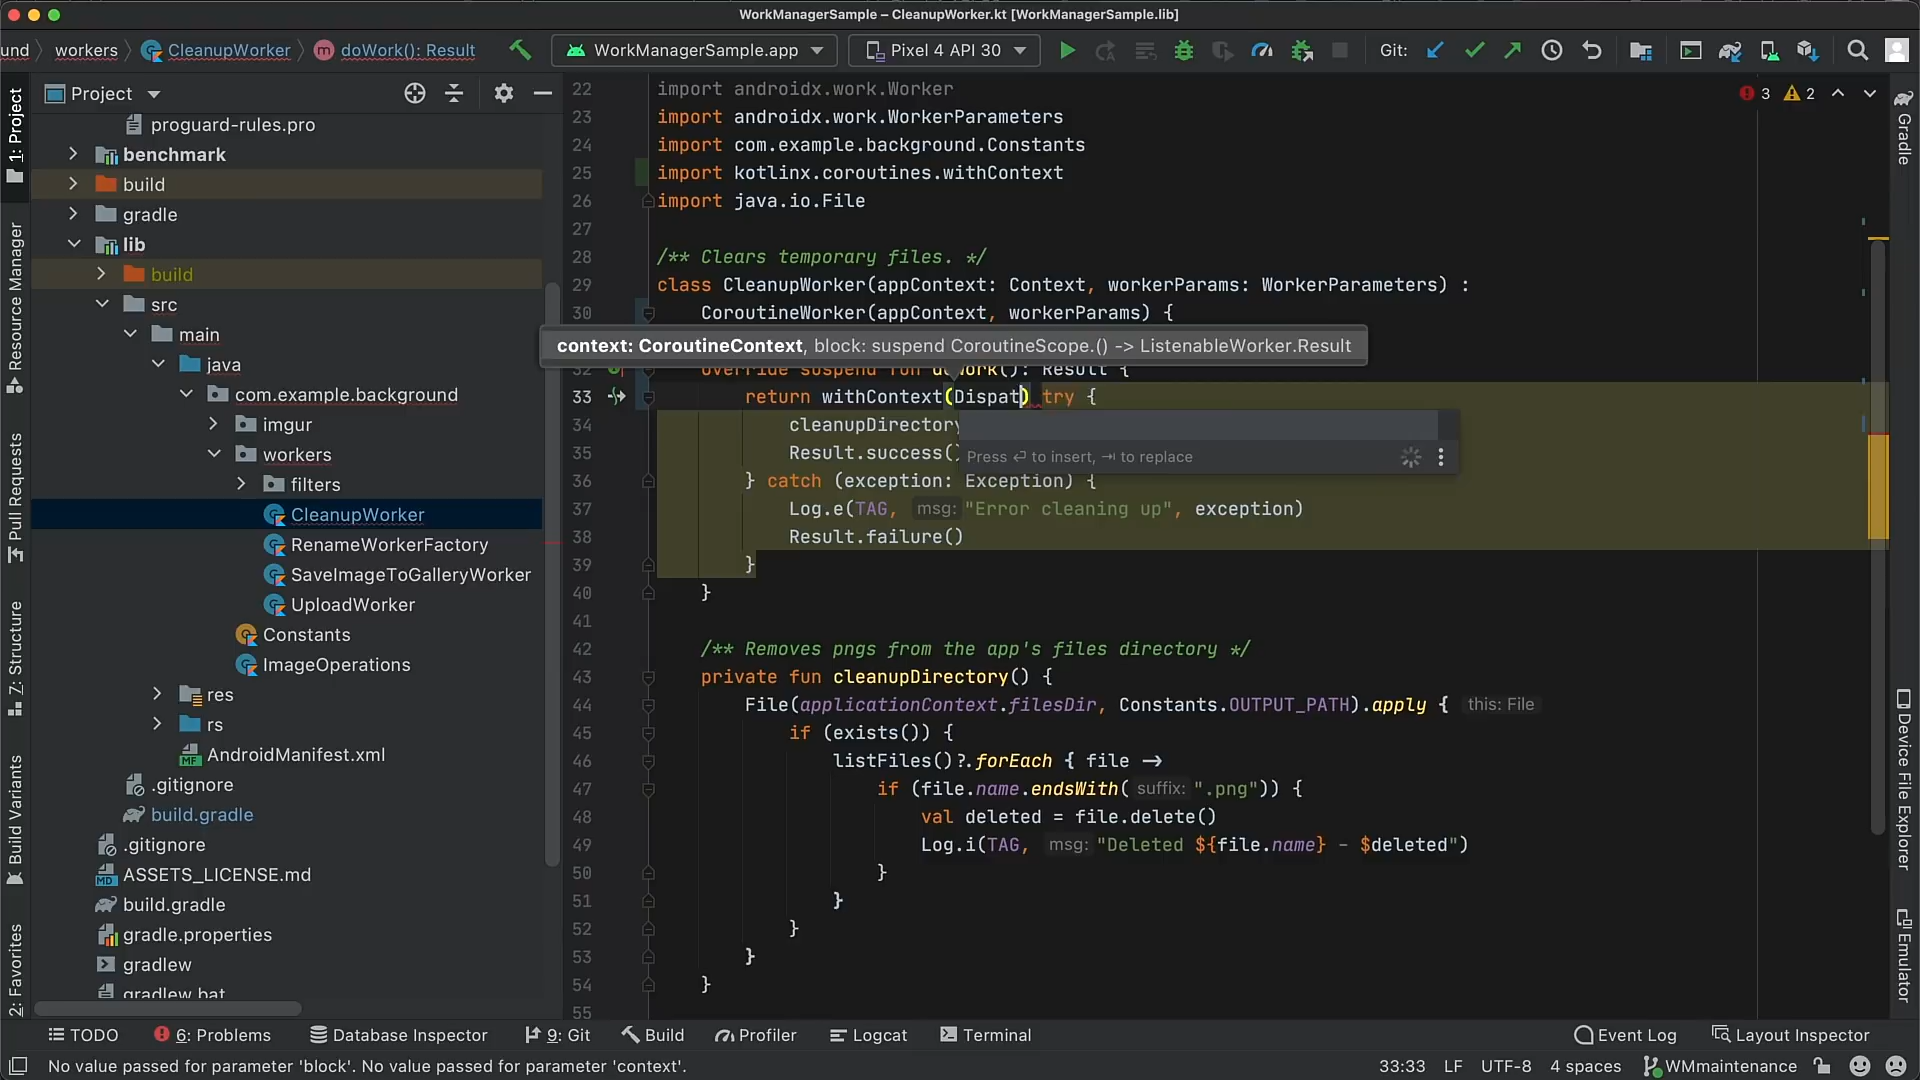 WorkManagerSample – CleanupWorker.kt [WorkManagerSample.lib]
und
workers
CleanupWorker
doWork(): Result
WorkManagerSample.app
Pixel 4 API 30
Git:
Project
proguard-rules.pro
benchmark
build
gradle
lib
build
src
main
java
com.example.background
imgur
workers
filters
CleanupWorker
RenameWorkerFactory
SaveImageToGalleryWorker
UploadWorker
Constants
ImageOperations
res
rs
AndroidManifest.xml
.gitignore
build.gradle
.gitignore
ASSETS_LICENSE.md
build.gradle
gradle.properties
gradlew
gradlew.bat
1: Project
Resource Manager
Pull Requests
7: Structure
Build Variants
2: Favorites
3 2
22 import androidx.work.Worker
23 import androidx.work.WorkerParameters
24 import com.example.background.Constants
25 import kotlinx.coroutines.withContext
26 import java.io.File
27
28 /** Clears temporary files. */
29 class CleanupWorker(appContext: Context, workerParams: WorkerParameters) :
30 CoroutineWorker(appContext, workerParams) {
context: CoroutineContext, block: suspend CoroutineScope.() -> ListenableWorker.Result
32 override suspend fun doWork(): Result {
33 return withContext(Dispat) try {
34 cleanupDirectory
35 Result.success()
Press ⏎ to insert, ⇥ to replace
36 } catch (exception: Exception) {
37 Log.e(TAG, msg: "Error cleaning up", exception)
38 Result.failure()
39 }
40 }
41
42 /** Removes pngs from the app's files directory */
43 private fun cleanupDirectory() {
44 File(applicationContext.filesDir, Constants.OUTPUT_PATH).apply { this: File
45 if (exists()) {
46 listFiles()?.forEach { file ->
47 if (file.name.endsWith( suffix: ".png")) {
48 val deleted = file.delete()
49 Log.i(TAG, msg: "Deleted ${file.name} - $deleted")
50 }
51 }
52 }
53 }
54 }
55
Gradle
Device File Explorer
Emulator
TODO
6: Problems
Database Inspector
9: Git
Build
Profiler
Logcat
Terminal
Event Log
Layout Inspector
No value passed for parameter 'block'. No value passed for parameter 'context'.
33:33 LF UTF-8 4 spaces WMmaintenance